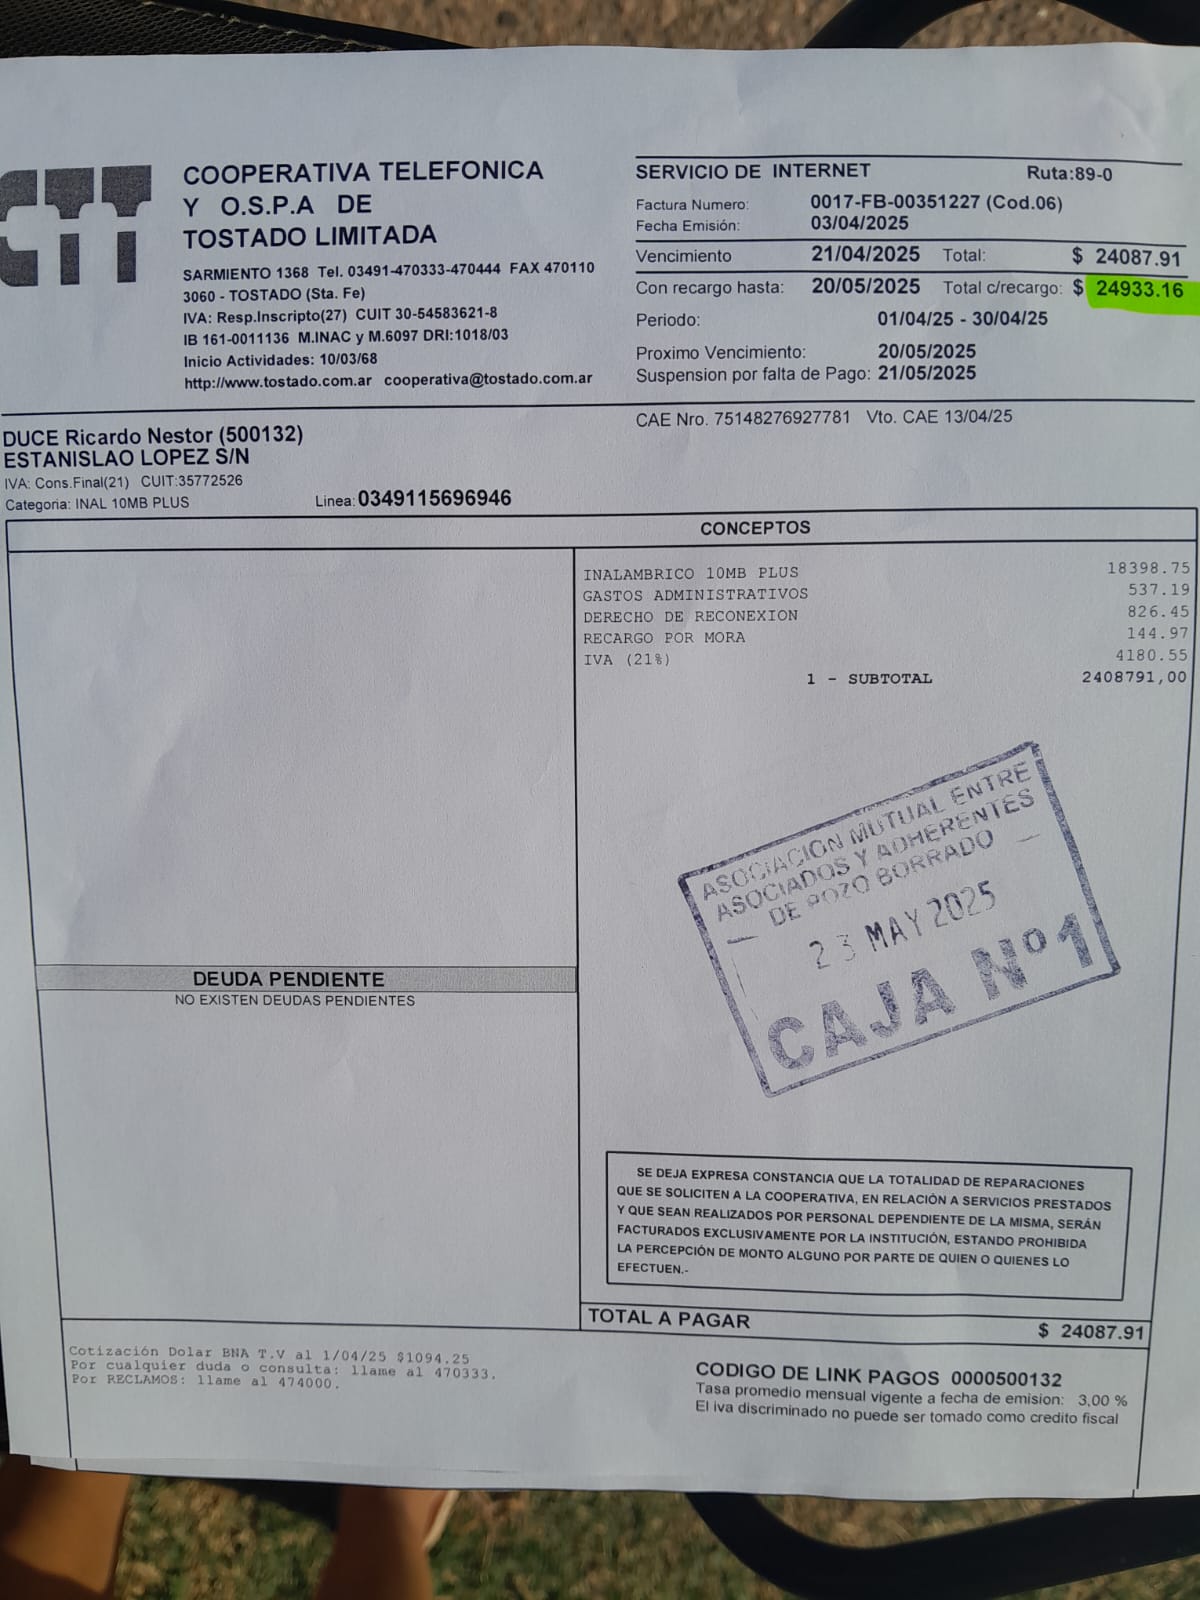 CTT
COOPERATIVA TELEFONICA
Y O.S.P.A DE
TOSTADO LIMITADA
SARMIENTO 1368 Tel. 03491-470333-470444 FAX 470110
3060 - TOSTADO (Sta. Fe)
IVA: Resp.Inscripto(27) CUIT 30-54583621-8
IB 161-0011136 M.INAC y M.6097 DRI:1018/03
Inicio Actividades: 10/03/68
http://www.tostado.com.ar cooperativa@tostado.com.ar
SERVICIO DE INTERNET Ruta:89-0
Factura Numero: 0017-FB-00351227 (Cod.06)
Fecha Emisión: 03/04/2025
Vencimiento 21/04/2025 Total: $ 24087.91
Con recargo hasta: 20/05/2025 Total c/recargo: $ 24933.16
Periodo: 01/04/25 - 30/04/25
Proximo Vencimiento: 20/05/2025
Suspension por falta de Pago: 21/05/2025
CAE Nro. 75148276927781 Vto. CAE 13/04/25
DUCE Ricardo Nestor (500132)
ESTANISLAO LOPEZ S/N
IVA: Cons.Final(21) CUIT:35772526
Categoria: INAL 10MB PLUS Linea: 0349115696946
CONCEPTOS
INALAMBRICO 10MB PLUS 18398.75
GASTOS ADMINISTRATIVOS 537.19
DERECHO DE RECONEXION 826.45
RECARGO POR MORA 144.97
IVA (21%) 4180.55
1 - SUBTOTAL 2408791,00
ASOCIACION MUTUAL ENTRE
ASOCIADOS Y ADHERENTES
DE POZO BORRADO
23 MAY 2025
CAJA Nº 1
DEUDA PENDIENTE
NO EXISTEN DEUDAS PENDIENTES
SE DEJA EXPRESA CONSTANCIA QUE LA TOTALIDAD DE REPARACIONES
QUE SE SOLICITEN A LA COOPERATIVA, EN RELACIÓN A SERVICIOS PRESTADOS
Y QUE SEAN REALIZADOS POR PERSONAL DEPENDIENTE DE LA MISMA, SERÁN
FACTURADOS EXCLUSIVAMENTE POR LA INSTITUCIÓN, ESTANDO PROHIBIDA
LA PERCEPCIÓN DE MONTO ALGUNO POR PARTE DE QUIEN O QUIENES LO
EFECTUEN.-
TOTAL A PAGAR $ 24087.91
Cotización Dolar BNA T.V al 1/04/25 $1094.25
Por cualquier duda o consulta: llame al 470333.
Por RECLAMOS: llame al 474000.
CODIGO DE LINK PAGOS 0000500132
Tasa promedio mensual vigente a fecha de emision: 3,00 %
El iva discriminado no puede ser tomado como credito fiscal